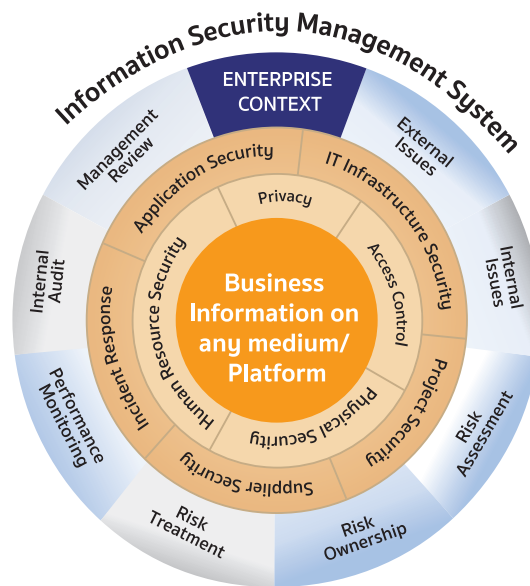 Information Security Management System
ENTERPRISE
CONTEXT
External
Issues
Internal
Issues
Risk
Assessment
Risk
Ownership
Risk
Treatment
Performance
Monitoring
Internal
Audit
Management
Review
Application Security
IT Infrastructure Security
Project Security
Supplier Security
Incident Response
Privacy
Access Control
Physical Security
Human Resource Security
Business
Information on
any medium/
Platform